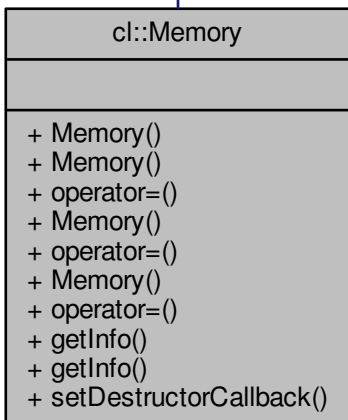 cl::Memory
+ Memory()
+ Memory()
+ operator=()
+ Memory()
+ operator=()
+ Memory()
+ operator=()
+ getInfo()
+ getInfo()
+ setDestructorCallback()